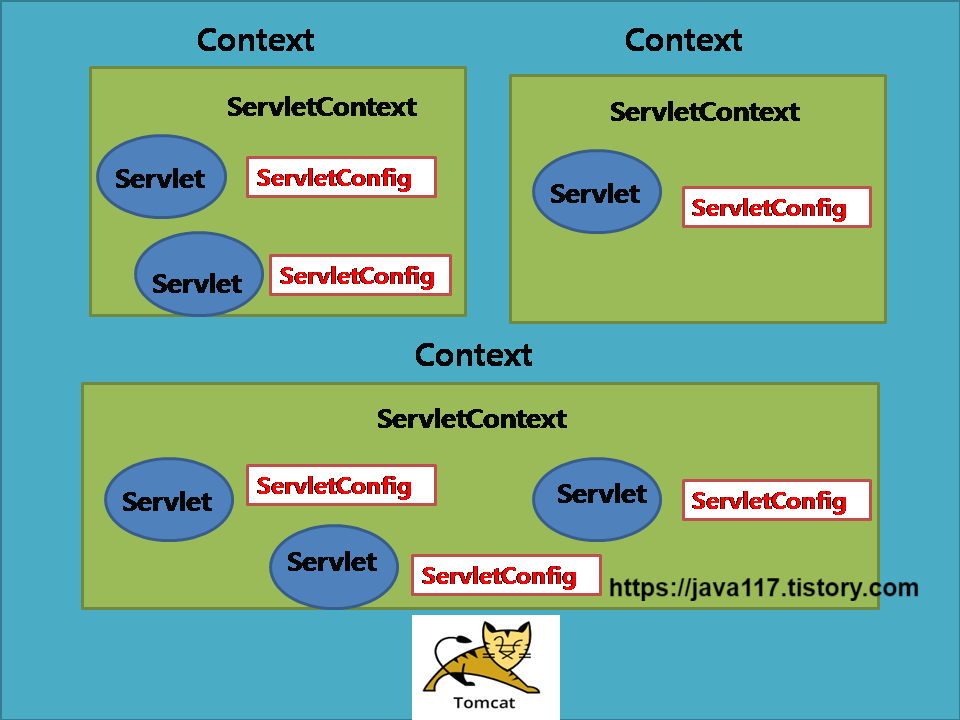 Context
ServletContext
Servlet
ServletConfig
Servlet
ServletConfig
Context
ServletContext
Servlet
ServletConfig
Context
ServletContext
Servlet
ServletConfig
Servlet
ServletConfig
Servlet
ServletConfig
https://java117.tistory.com
Tomcat